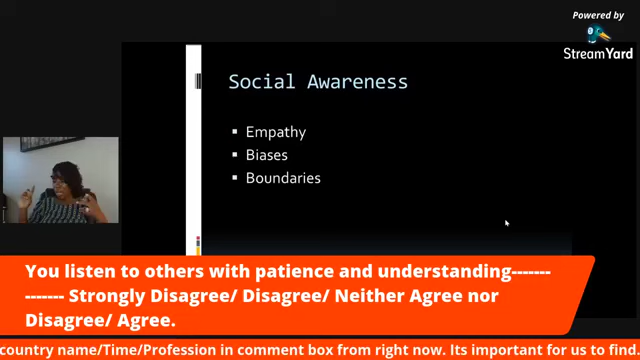 Powered by
StreamYard
Social Awareness
Empathy
Biases
Boundaries
You listen to others with patience and understanding-------
------- Strongly Disagree/ Disagree/ Neither Agree nor
Disagree/ Agree.
country name/Time/Profession in comment box from right now. Its important for us to find.